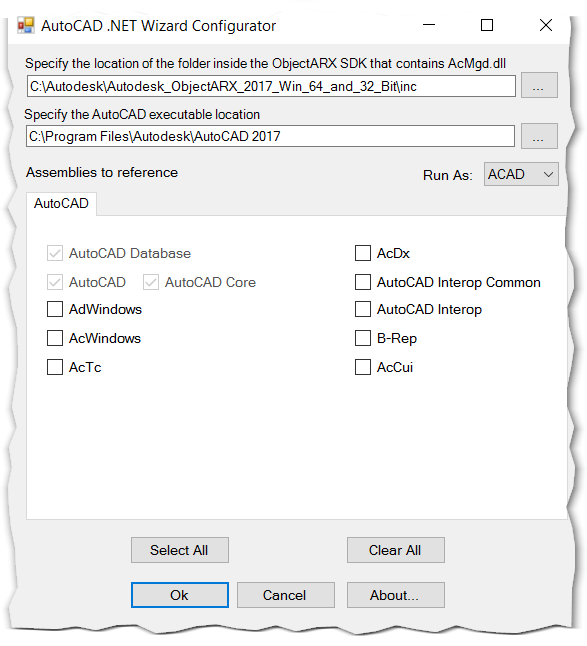 AutoCAD .NET Wizard Configurator
Specify the location of the folder inside the ObjectARX SDK that contains AcMgd.dll
C:\Autodesk\Autodesk_ObjectARX_2017_Win_64_and_32_Bit\inc
...
Specify the AutoCAD executable location
C:\Program Files\Autodesk\AutoCAD 2017
...
Assemblies to reference
Run As: ACAD
AutoCAD
AutoCAD Database
AcDx
AutoCAD AutoCAD Core
AutoCAD Interop Common
AdWindows
AutoCAD Interop
AcWindows
B-Rep
AcTc
AcCui
Select All
Clear All
Ok
Cancel
About...